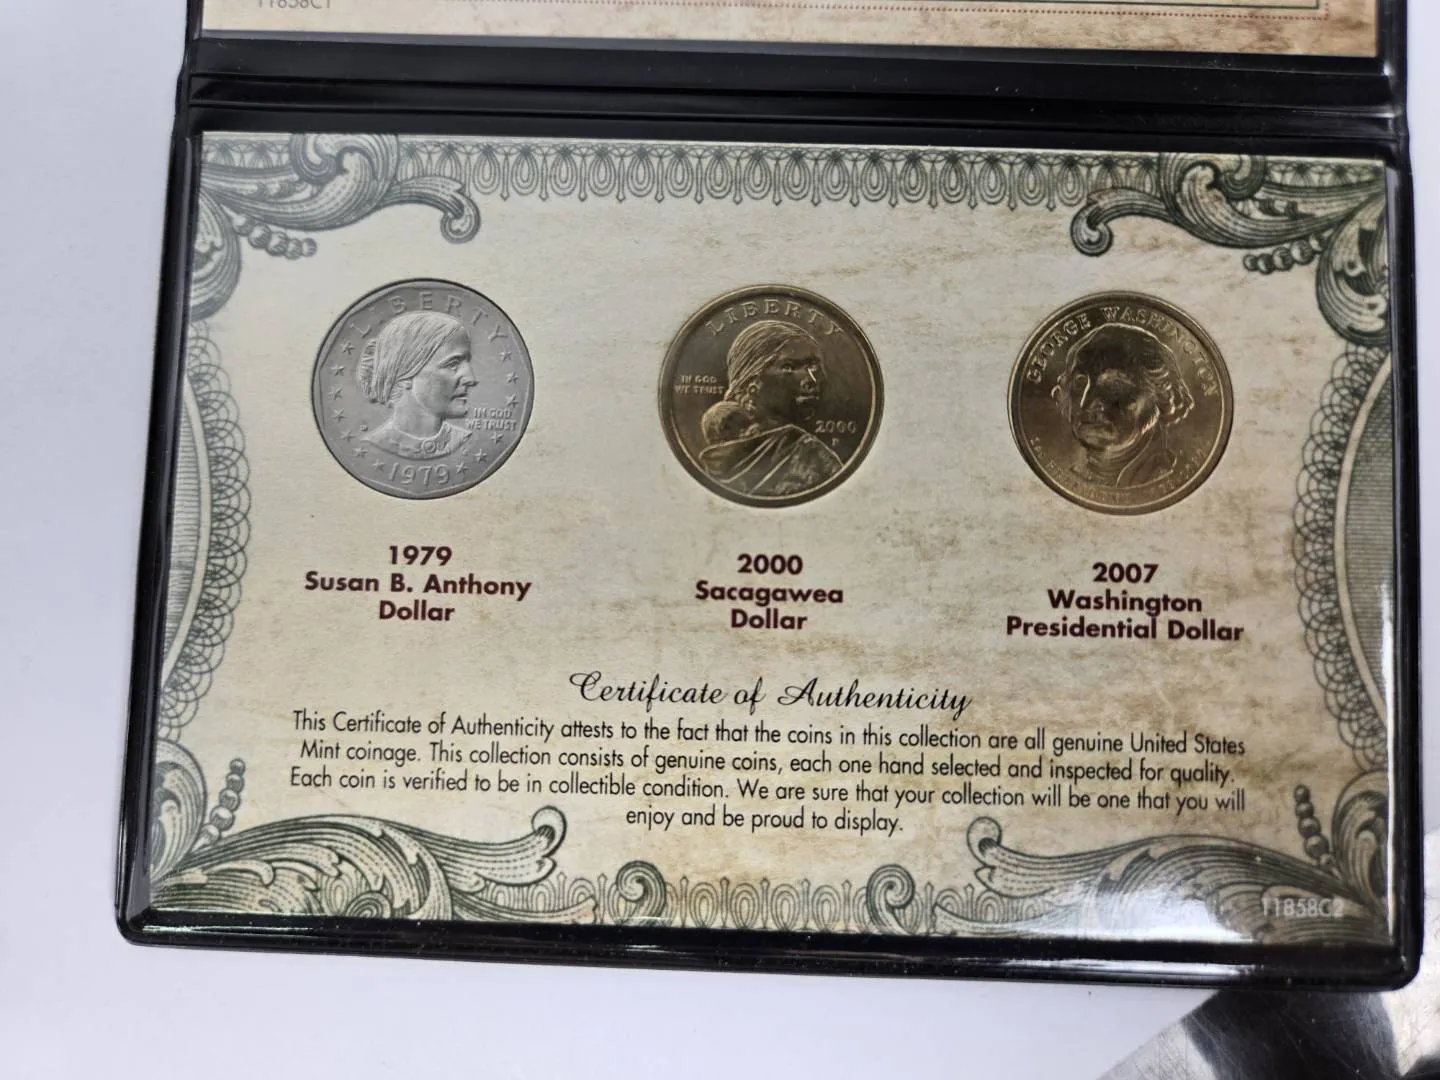 11858C1
LIBERTY
IN GOD
WE TRUST
1979
LIBERTY
IN GOD
WE TRUST
2000
P
GEORGE WASHINGTON
1979
Susan B. Anthony
Dollar
2000
Sacagawea
Dollar
2007
Washington
Presidential Dollar
Certificate of Authenticity
This Certificate of Authenticity attests to the fact that the coins in this collection are all genuine United States
Mint coinage. This collection consists of genuine coins, each one hand selected and inspected for quality.
Each coin is verified to be in collectible condition. We are sure that your collection will be one that you will
enjoy and be proud to display.
11858C2